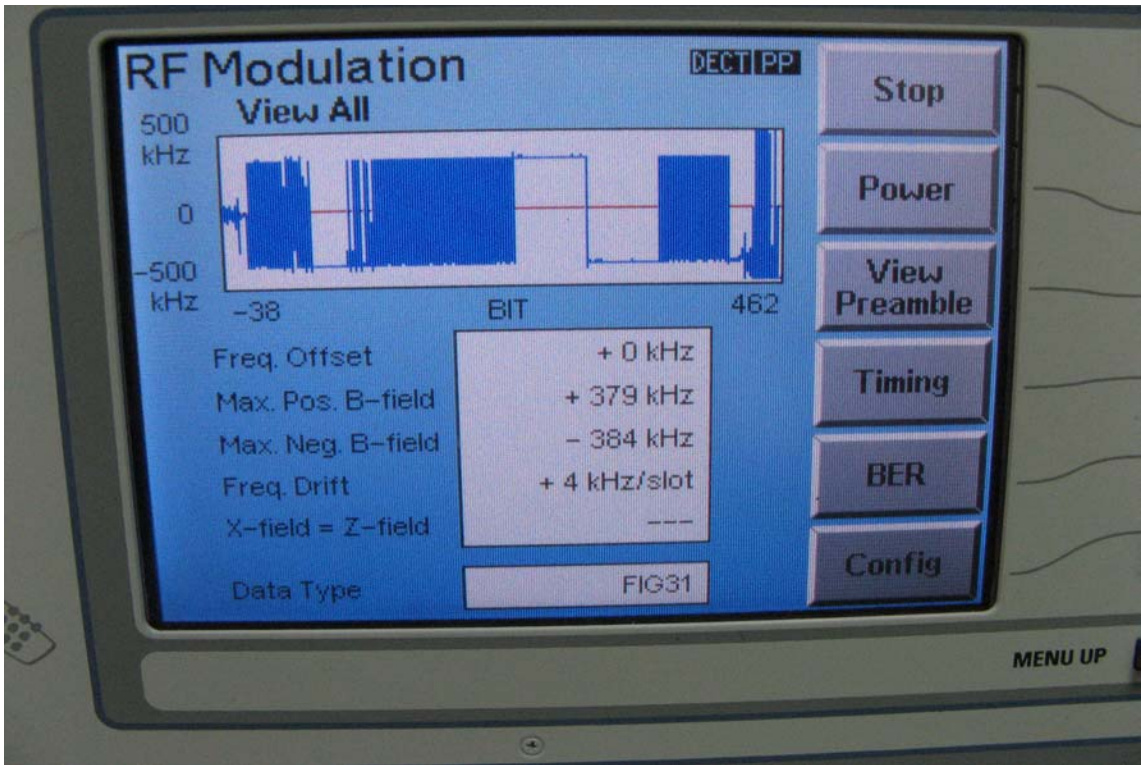 RF Modulation
DECT PP
View All
500
kHz
0
-500
kHz
-38
BIT
462
Freq. Offset + 0 kHz
Max. Pos. B-field + 379 kHz
Max. Neg. B-field - 384 kHz
Freq. Drift + 4 kHz/slot
X-field = Z-field ---
Data Type FIG31
Stop
Power
View
Preamble
Timing
BER
Config
MENU UP